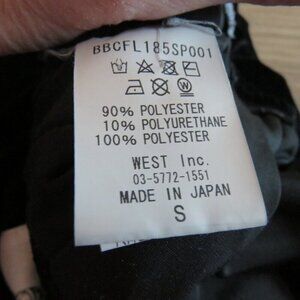 BBCFL185SP001
90% POLYESTER
10% POLYURETHANE
100% POLYESTER
WEST Inc.
03-5772-1551
MADE IN JAPAN
S